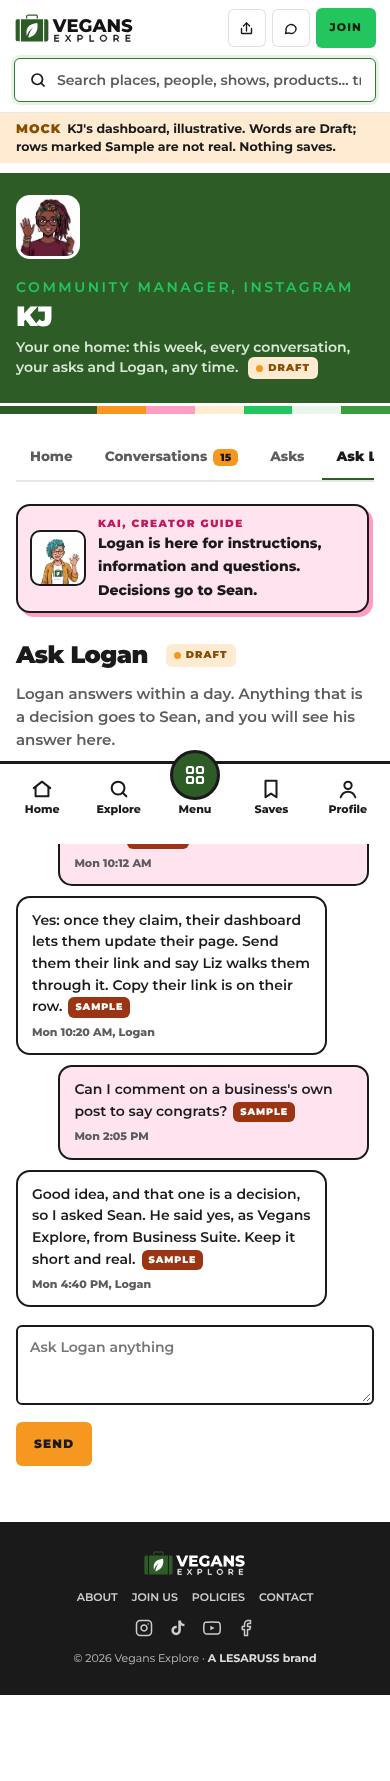 VEGANS
EXPLORE
JOIN
Search places, people, shows, products...
MOCK KJ's dashboard, illustrative. Words are Draft;
rows marked Sample are not real. Nothing saves.
COMMUNITY MANAGER, INSTAGRAM
KJ
Your one home: this week, every conversation,
your asks and Logan, any time. DRAFT
Home Conversations 15 Asks Ask
KAI, CREATOR GUIDE
Logan is here for instructions,
information and questions.
Decisions go to Sean.
Ask Logan DRAFT
Logan answers within a day. Anything that is
a decision goes to Sean, and you will see his
answer here.
Home Explore Menu Saves Profile
Mon 10:12 AM
Yes: once they claim, their dashboard
lets them update their page. Send
them their link and say Liz walks them
through it. Copy their link is on their
row. SAMPLE
Mon 10:20 AM, Logan
Can I comment on a business's own
post to say congrats? SAMPLE
Mon 2:05 PM
Good idea, and that one is a decision,
so I asked Sean. He said yes, as Vegans
Explore, from Business Suite. Keep it
short and real. SAMPLE
Mon 4:40 PM, Logan
Ask Logan anything
SEND
VEGANS
EXPLORE
ABOUT JOIN US POLICIES CONTACT
© 2026 Vegans Explore · A LESARUSS brand